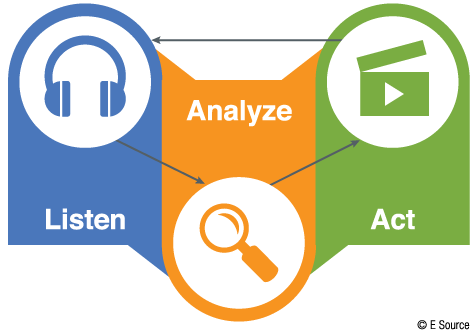 Listen
Analyze
Act
© E Source